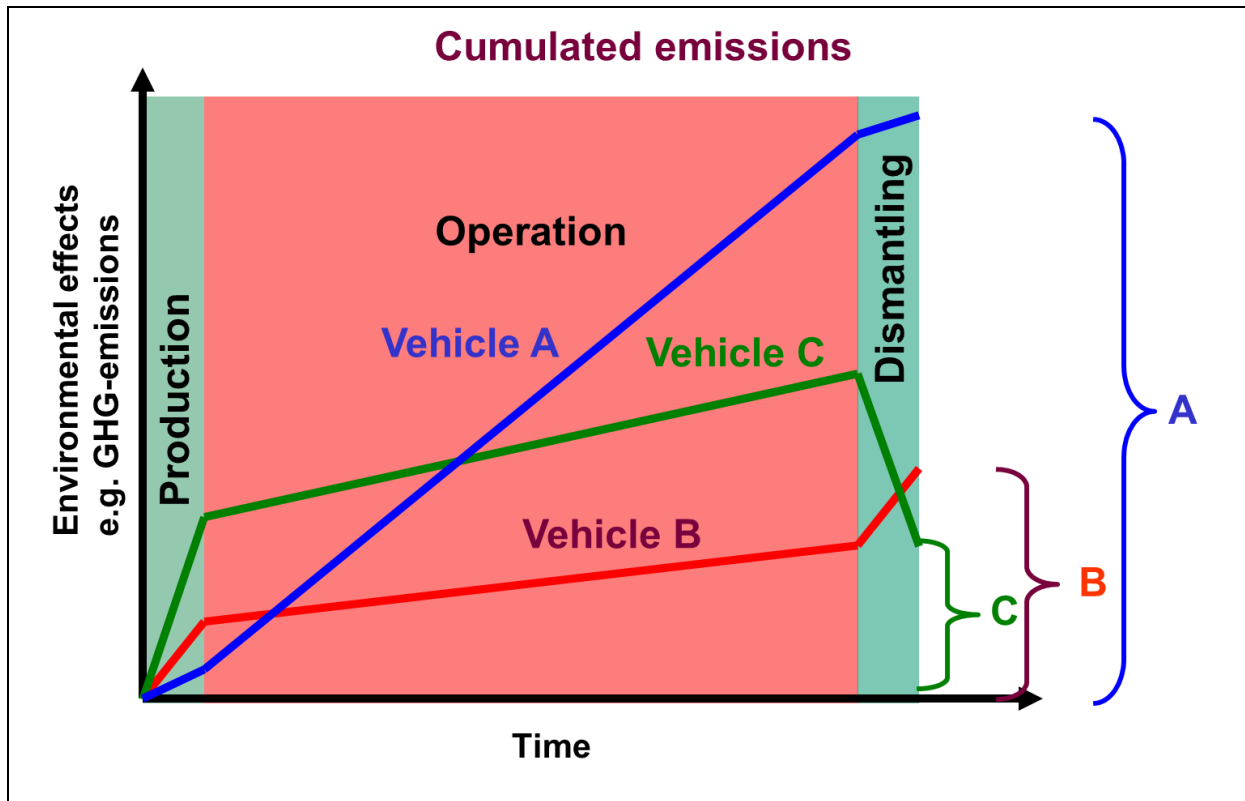 Cumulated emissions
Environmental effects
e.g. GHG-emissions
Production
Operation
Dismantling
Vehicle A
Vehicle C
Vehicle B
A
B
C
Time